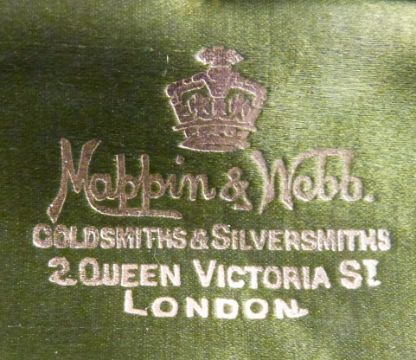 Mappin & Webb.
GOLDSMITHS & SILVERSMITHS
2 QUEEN VICTORIA ST.
LONDON.